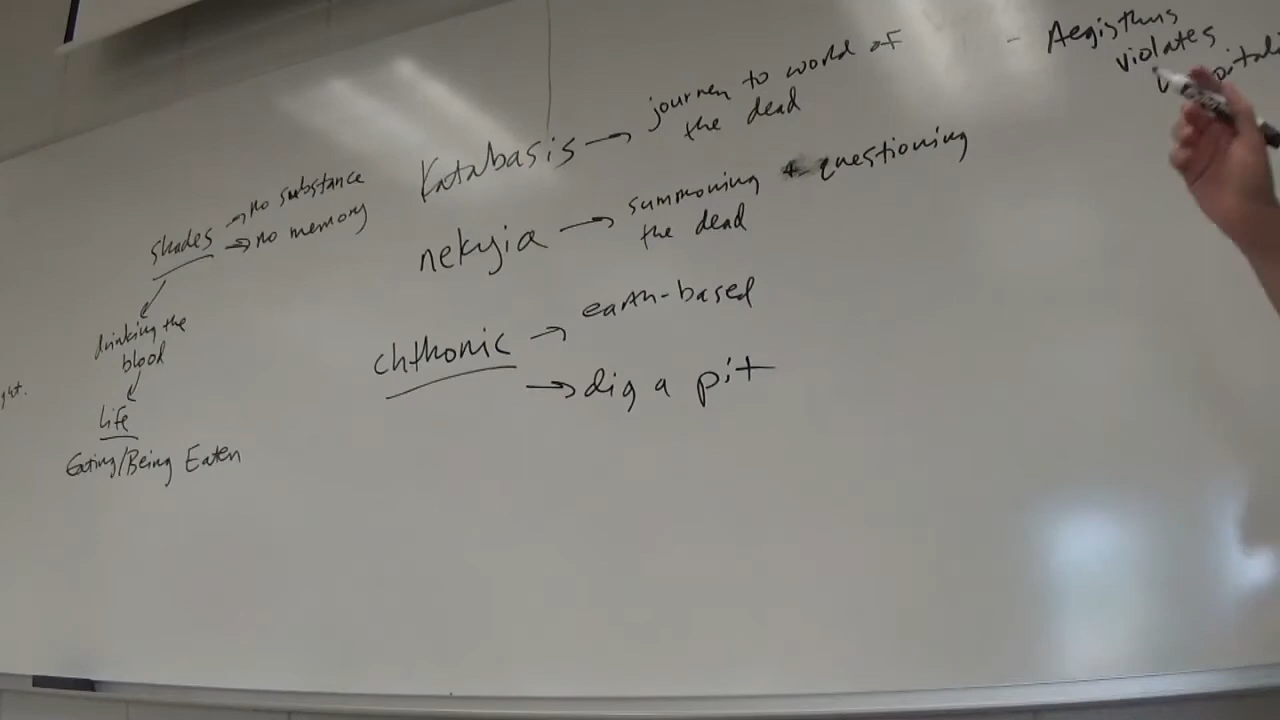 Katabasis → journey to world of
the dead
nekyia → summoning + questioning
the dead
chthonic → earth-based
→ dig a pit
shades → no substance
→ no memory
drinking the
blood
Life
Eating/Being Eaten
- Aegisthus
violates